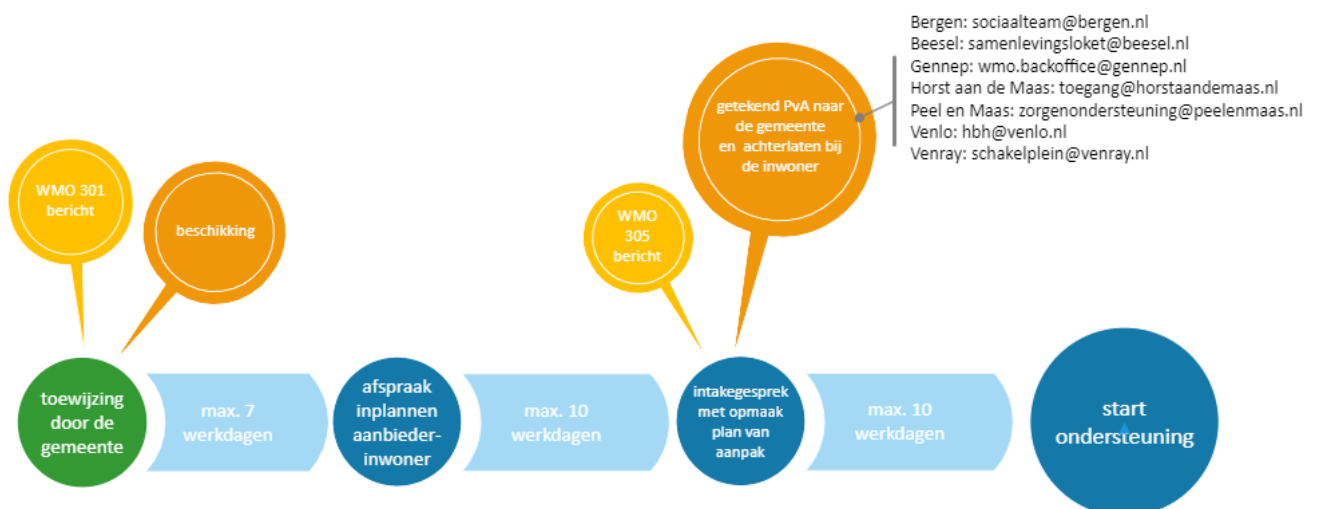 Bergen: sociaalteam@bergen.nl
Beesel: samenlevingsloket@beesel.nl
Gennep: wmo.backoffice@gennep.nl
Horst aan de Maas: toegang@horstaandemaas.nl
Peel en Maas: zorgenondersteuning@peelenmaas.nl
Venlo: hbh@venlo.nl
Venray: schakelplein@venray.nl
getekend PvA naar
de gemeente
en achterlaten bij
de inwoner
WMO 301
bericht
beschikking
WMO
305
bericht
toewijzing
door de
gemeente
max. 7
werkdagen
afspraak
inplannen
aanbieder-
inwoner
max. 10
werkdagen
intakegesprek
met opmaak
plan van
aanpak
max. 10
werkdagen
start
ondersteuning